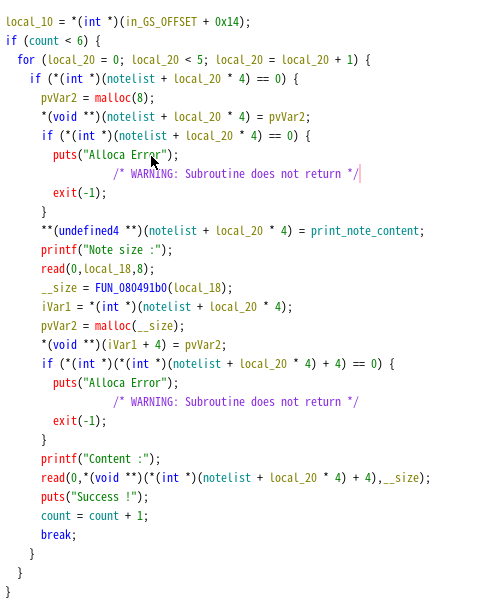 local_10 = *(int *)(in_GS_OFFSET + 0x14);
if (count < 6) {
for (local_20 = 0; local_20 < 5; local_20 = local_20 + 1) {
if (*(int *)(notelist + local_20 * 4) == 0) {
pvVar2 = malloc(8);
*(void **)(notelist + local_20 * 4) = pvVar2;
if (*(int *)(notelist + local_20 * 4) == 0) {
puts("Alloca Error");
/* WARNING: Subroutine does not return */
exit(-1);
}
**(undefined4 **)(notelist + local_20 * 4) = print_note_content;
printf("Note size :");
read(0,local_18,8);
__size = FUN_080491b0(local_18);
iVar1 = *(int *)(notelist + local_20 * 4);
pvVar2 = malloc(__size);
*(void **)(iVar1 + 4) = pvVar2;
if (*(int *)(*(int *)(notelist + local_20 * 4) + 4) == 0) {
puts("Alloca Error");
/* WARNING: Subroutine does not return */
exit(-1);
}
printf("Content :");
read(0,*(void **)(*(int *)(notelist + local_20 * 4) + 4),__size);
puts("Success !");
count = count + 1;
break;
}
}
}